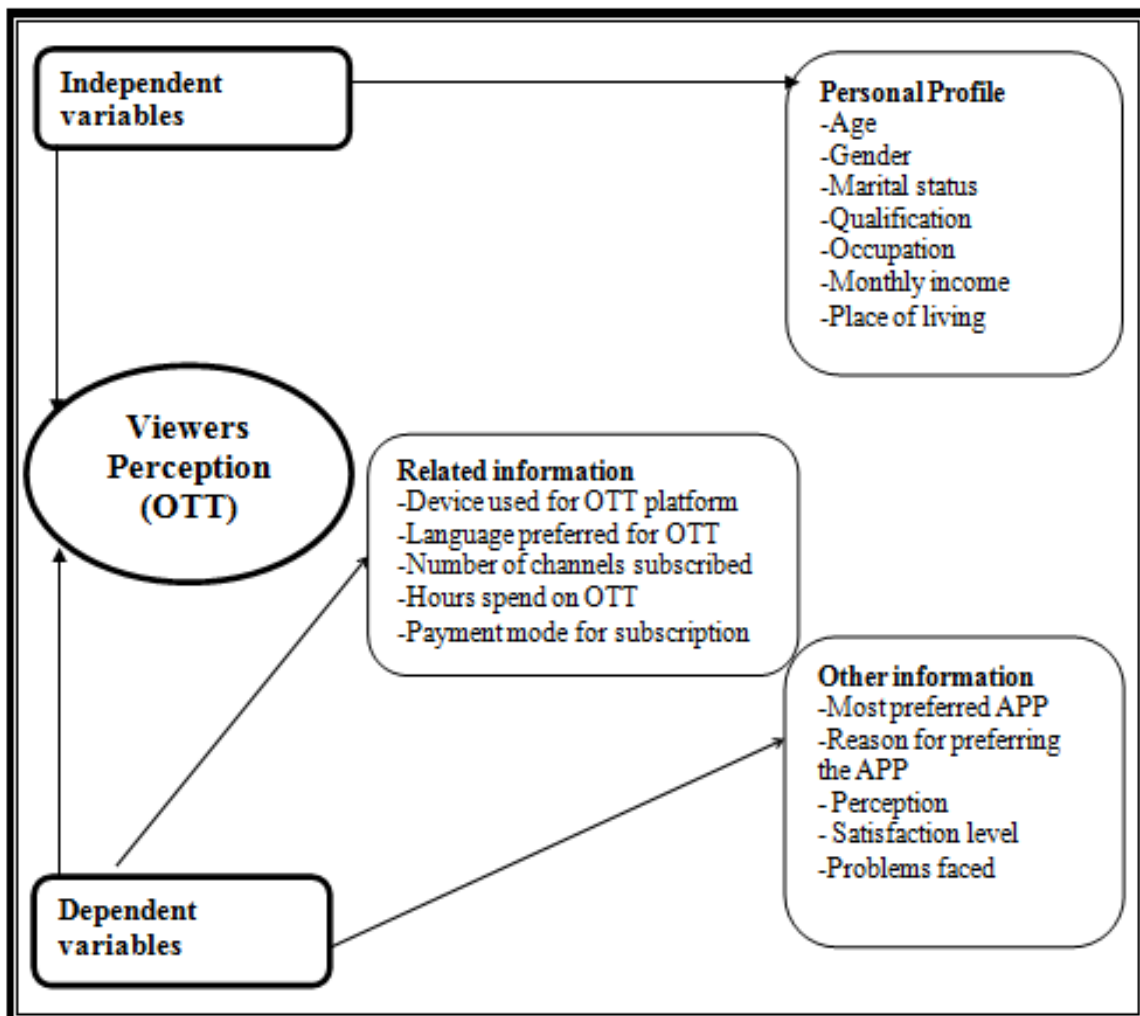 Independent
variables
Personal Profile
-Age
-Gender
-Marital status
-Qualification
-Occupation
-Monthly income
-Place of living
Viewers
Perception
(OTT)
Related information
-Device used for OTT platform
-Language preferred for OTT
-Number of channels subscribed
-Hours spend on OTT
-Payment mode for subscription
Other information
-Most preferred APP
-Reason for preferring
the APP
- Perception
- Satisfaction level
-Problems faced
Dependent
variables